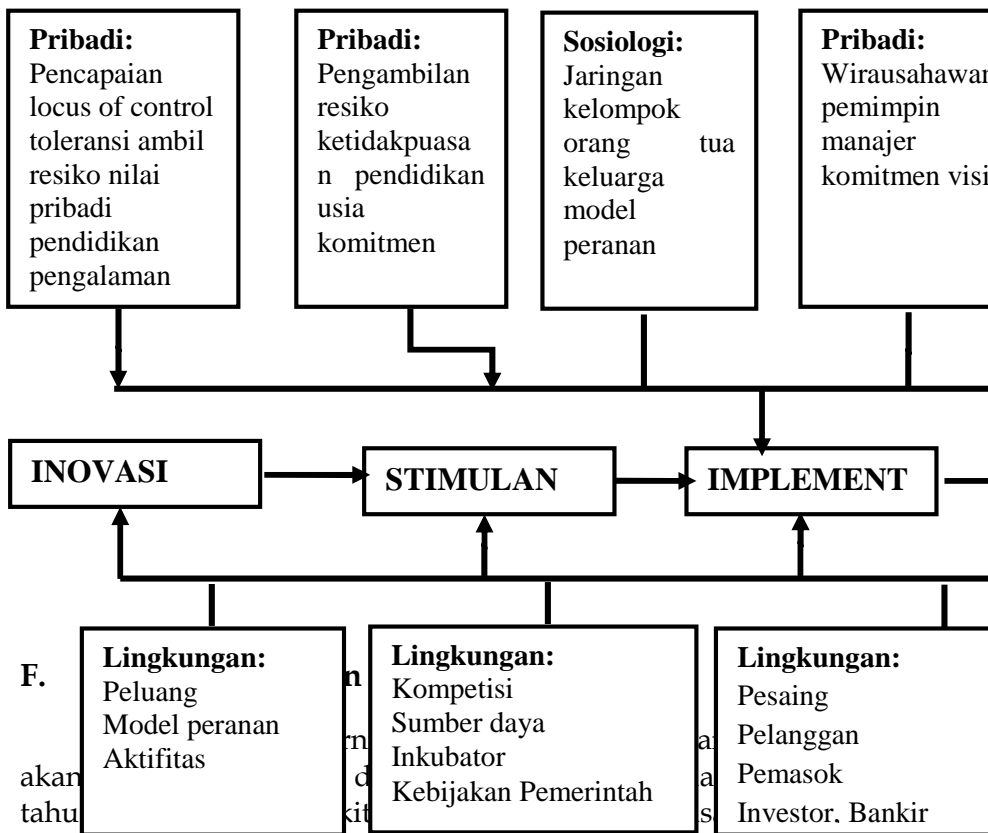 Pribadi:
Pencapaian
locus of control
toleransi ambil
resiko nilai
pribadi
pendidikan
pengalaman
Pribadi:
Pengambilan
resiko
ketidakpuasa
n pendidikan
usia
komitmen
Sosiologi:
Jaringan
kelompok
orang tua
keluarga
model
peranan
Pribadi:
Wirausahawan
pemimpin
manajer
komitmen visi
INOVASI
STIMULAN
IMPLEMENT
Lingkungan:
Peluang
Model peranan
Aktifitas
Lingkungan:
Kompetisi
Sumber daya
Inkubator
Kebijakan Pemerintah
Lingkungan:
Pesaing
Pelanggan
Pemasok
Investor, Bankir
F.
akan